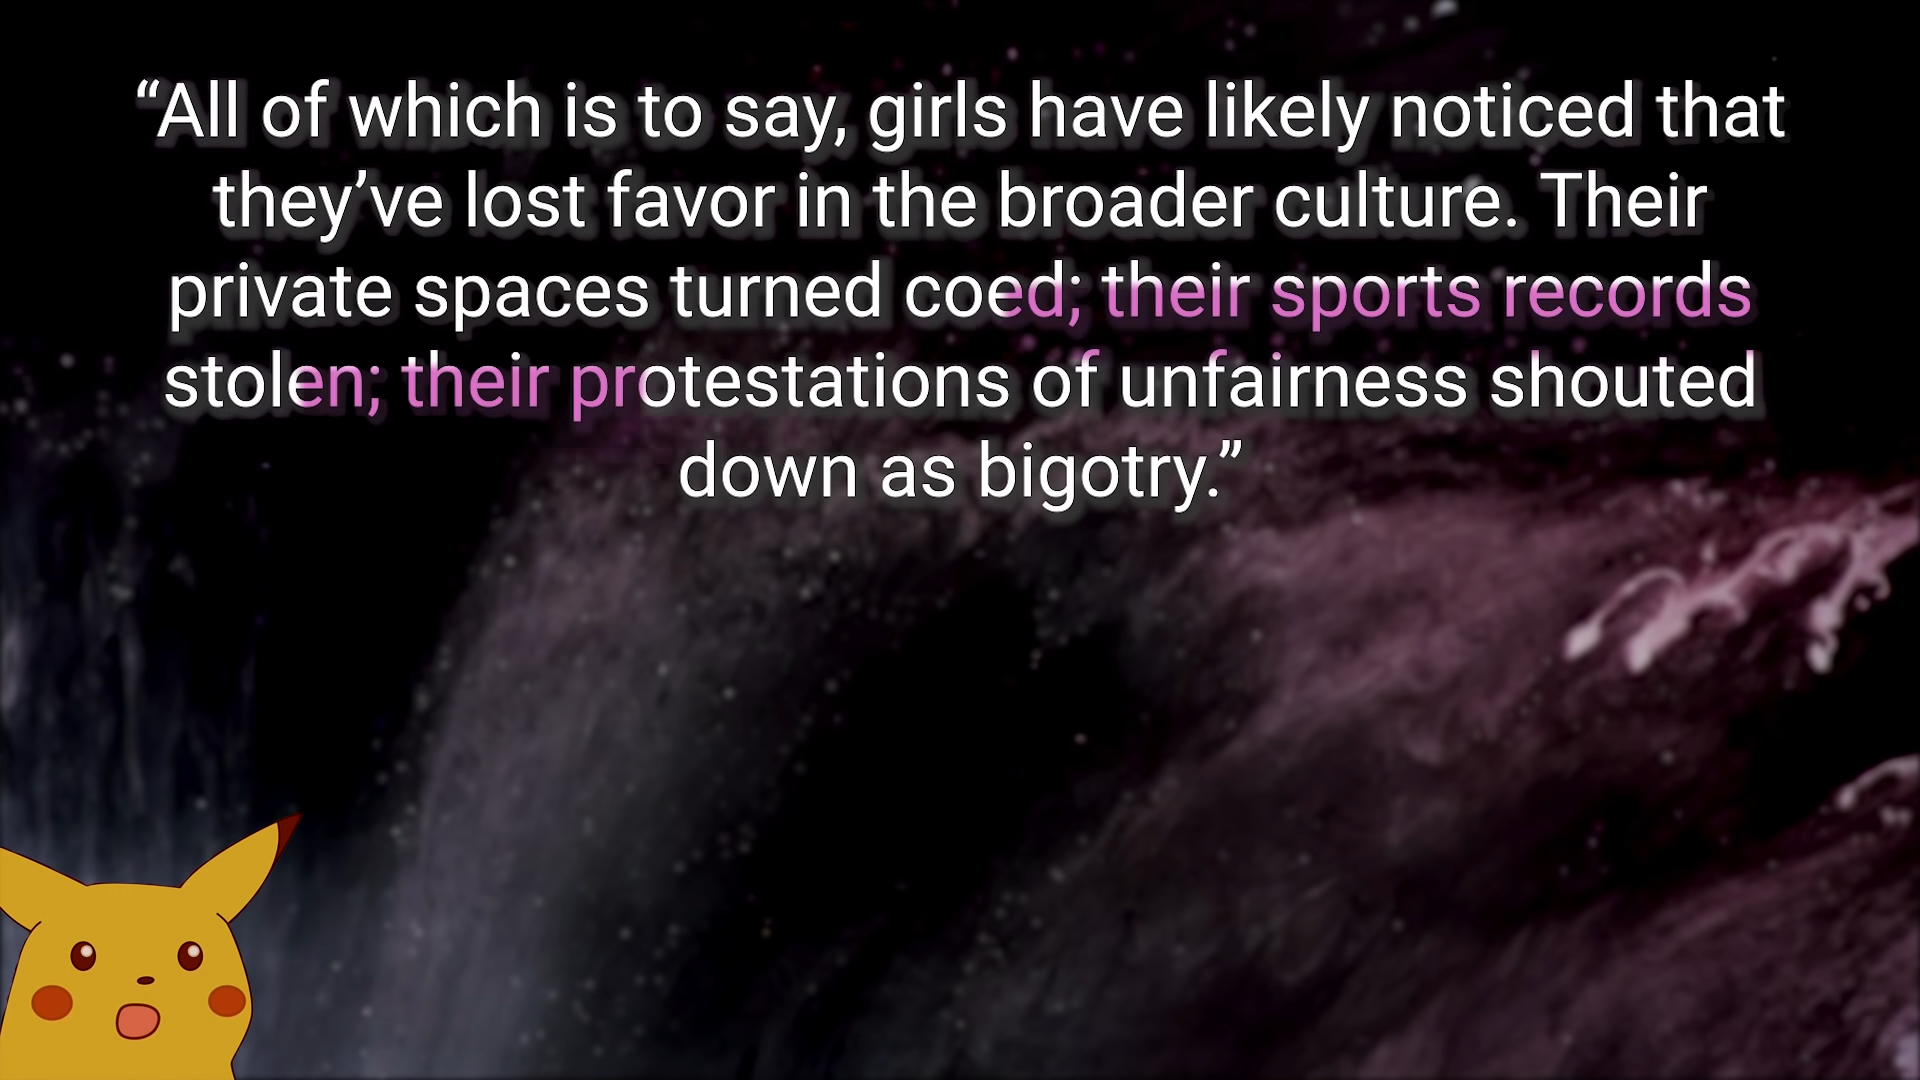 “All of which is to say, girls have likely noticed that
they’ve lost favor in the broader culture. Their
private spaces turned coed; their sports records
stolen; their protestations of unfairness shouted
down as bigotry.”